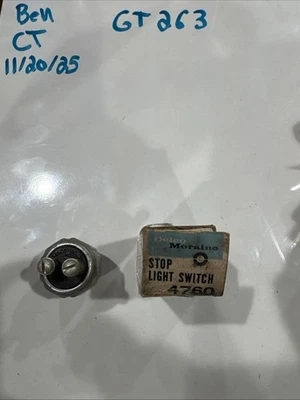 Ben
CT
11/20/25
GT263
Delco
Moraine
STOP
LIGHT SWITCH
4760